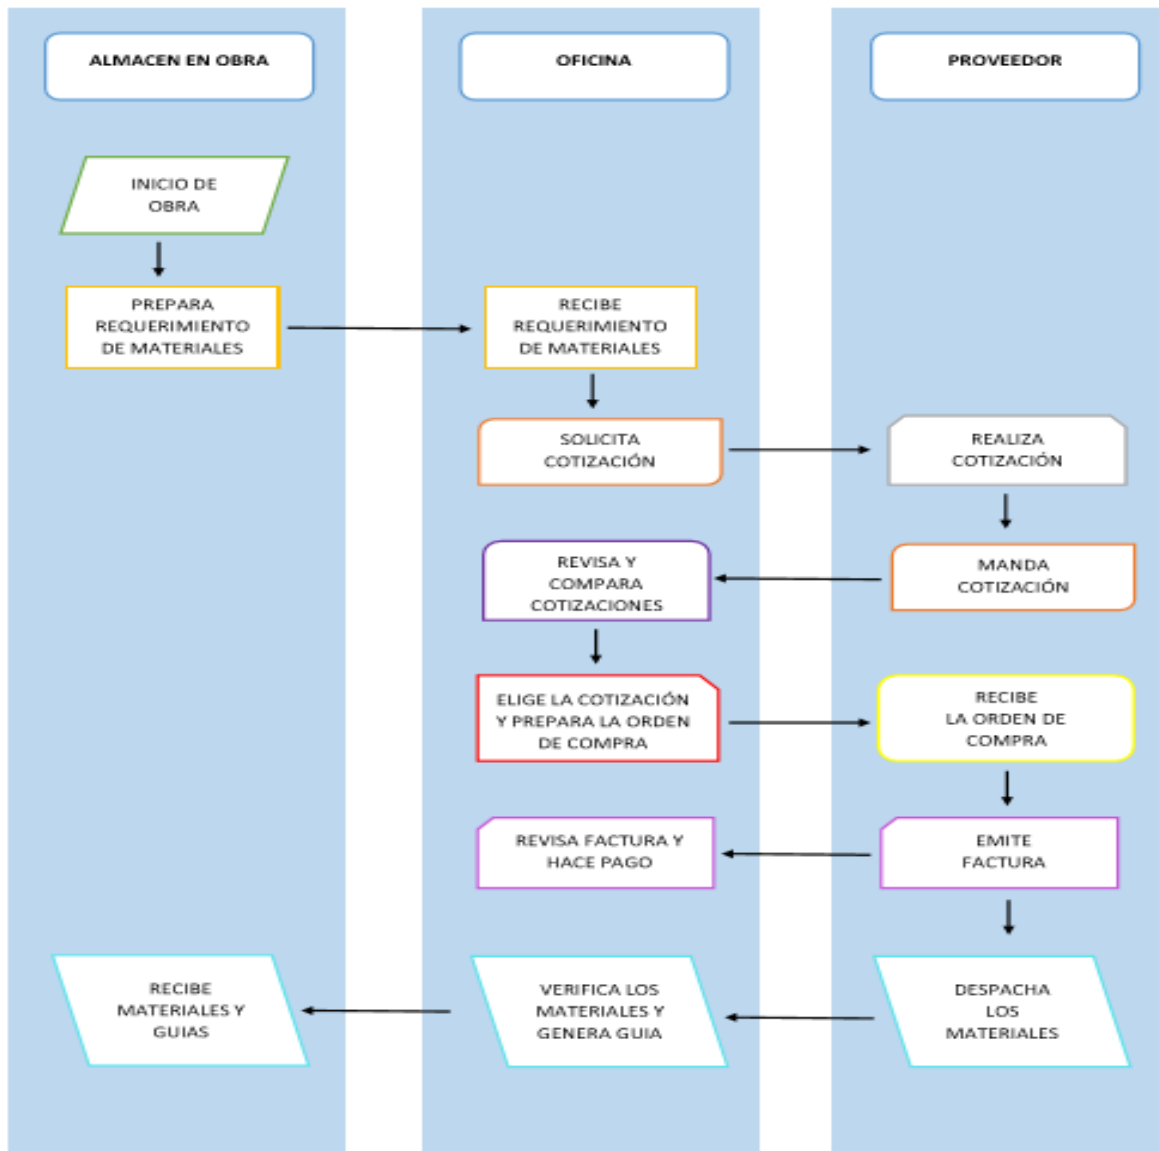 ALMACEN EN OBRA
OFICINA
PROVEEDOR
INICIO DE
OBRA
PREPARA
REQUERIMIENTO
DE MATERIALES
RECIBE
REQUERIMIENTO
DE MATERIALES
SOLICITA
COTIZACIÓN
REALIZA
COTIZACIÓN
REVISA Y
COMPARA
COTIZACIONES
MANDA
COTIZACIÓN
ELIGE LA COTIZACIÓN
Y PREPARA LA ORDEN
DE COMPRA
RECIBE
LA ORDEN DE
COMPRA
REVISA FACTURA Y
HACE PAGO
EMITE
FACTURA
RECIBE
MATERIALES Y
GUIAS
VERIFICA LOS
MATERIALES Y
GENERA GUIA
DESPACHA
LOS
MATERIALES